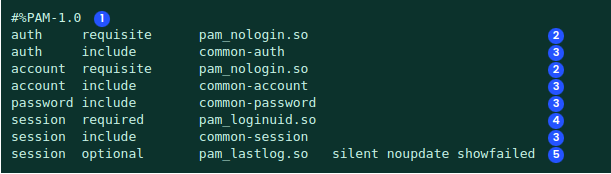 #%PAM-1.0 1
auth requisite pam_nologin.so 2
auth include common-auth 3
account requisite pam_nologin.so 2
account include common-account 3
password include common-password 3
session required pam_loginuid.so 4
session include common-session 3
session optional pam_lastlog.so silent noupdate showfailed 5